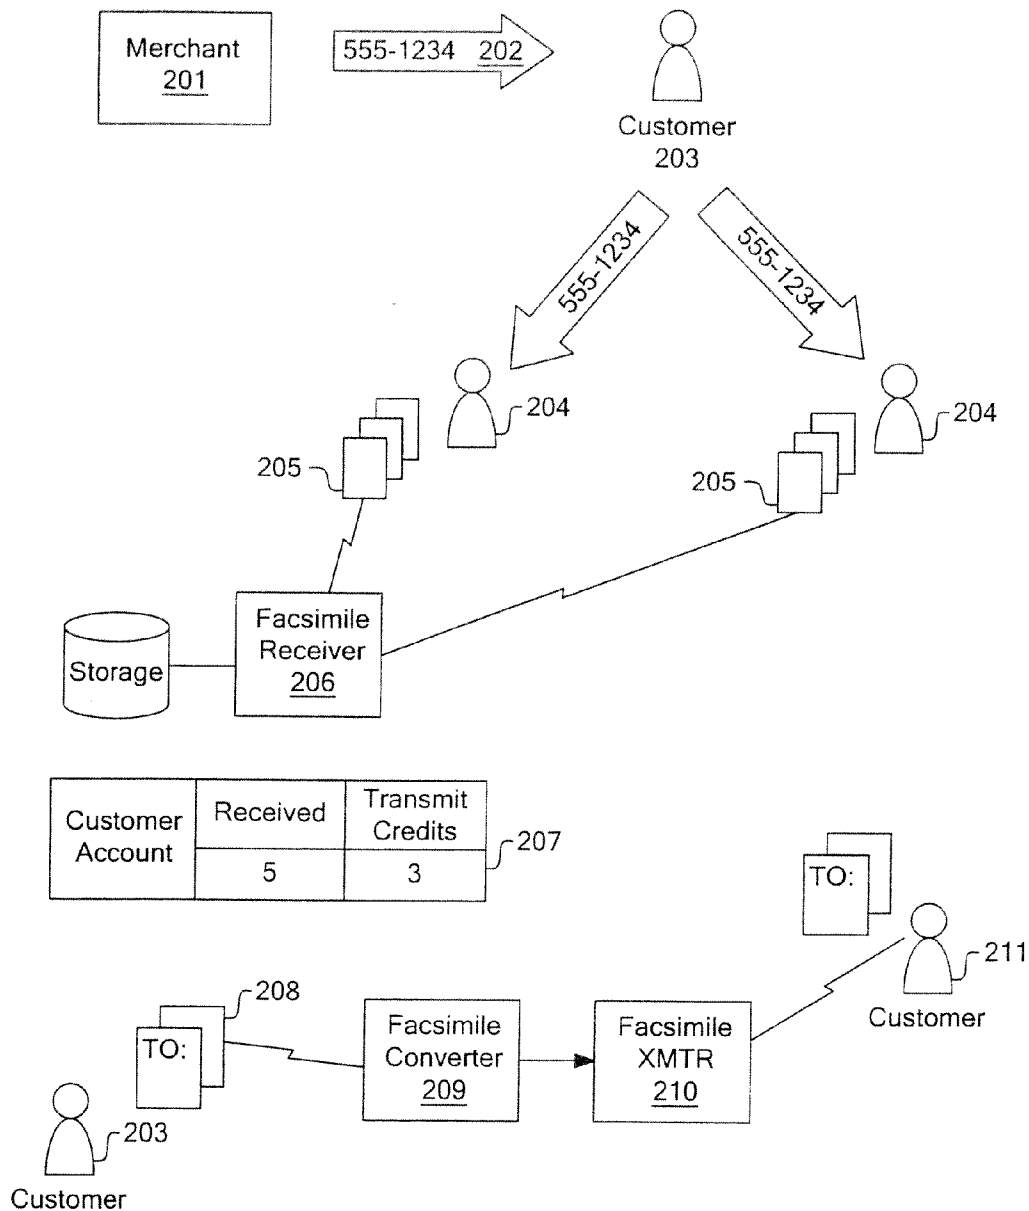 Merchant
201
555-1234 202
Customer
203
555-1234
555-1234
204
204
205
205
Facsimile
Receiver
206
Storage
Customer
Account
Received
Transmit
Credits
5
3
207
TO:
211
Customer
208
TO:
Facsimile
Converter
209
Facsimile
XMTR
210
203
Customer